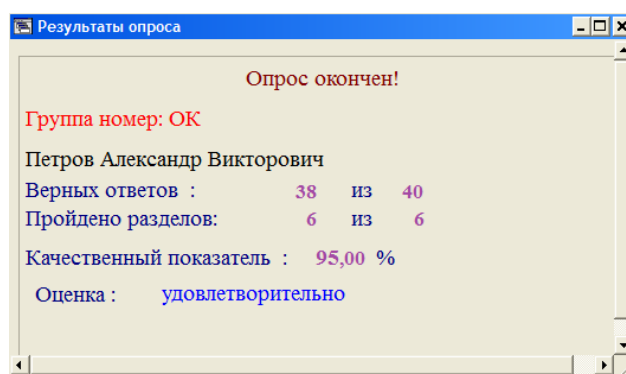 Результаты опроса
Опрос окончен!
Группа номер: ОК
Петров Александр Викторович
Верных ответов : 38 из 40
Пройдено разделов: 6 из 6
Качественный показатель : 95,00 %
Оценка : удовлетворительно